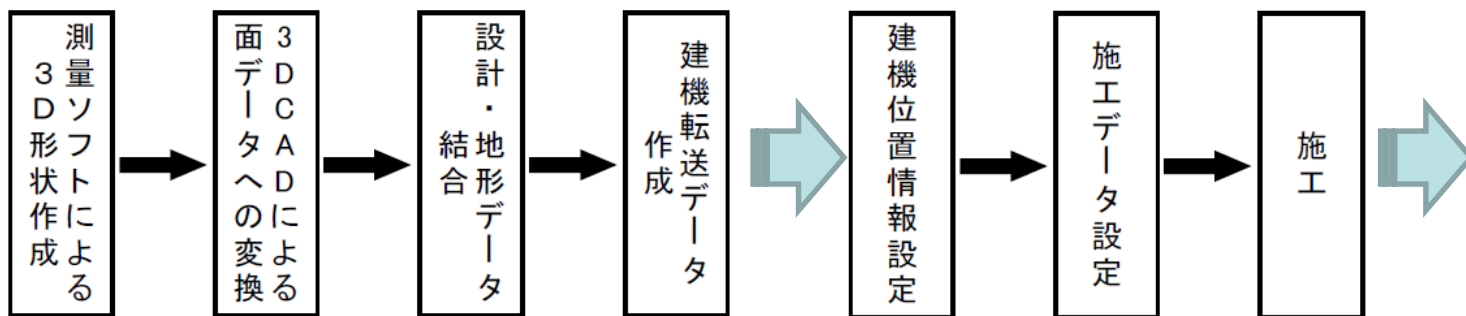 測量ソフトによる
３Ｄ形状作成
３ＤＣＡＤによる
面データへの変換
設計・地形データ
結合
建機転送データ
作成
建機位置情報設定
施工データ設定
施工